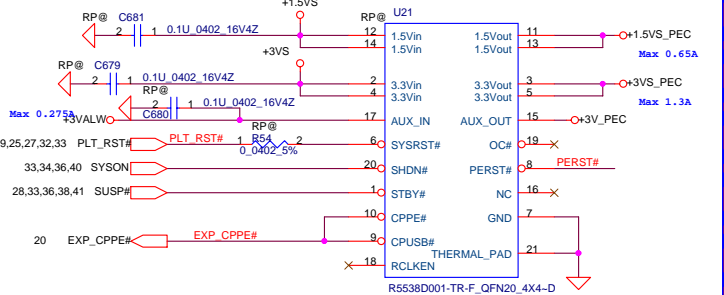 +1.5VS
RP@ C681 RP@ U21
2 1 0.1U_0402_16V4Z 12 1.5Vin 1.5Vout 11 +1.5VS_PEC
14 1.5Vin 1.5Vout 13
Max 0.65A
+3VS
RP@ C679
2 1 0.1U_0402_16V4Z 2 3.3Vin 3.3Vout 3 +3VS_PEC
RP@ 4 3.3Vin 3.3Vout 5
2 1 0.1U_0402_16V4Z Max 1.3A
Max 0.275A C680
+3VALW 17 AUX_IN AUX_OUT 15 +3V_PEC
RP@
9,25,27,32,33 PLT_RST# PLT_RST# 1 R54 2 6 SYSRST# OC# 19
0_0402_5%
33,34,36,40 SYSON 20 SHDN# PERST# 8 PERST#
28,33,36,38,41 SUSP# 1 STBY# NC 16
10 CPPE# GND 7
20 EXP_CPPE# EXP_CPPE# 9 CPUSB#
THERMAL_PAD 21
18 RCLKEN
R5538D001-TR-F_QFN20_4X4~D